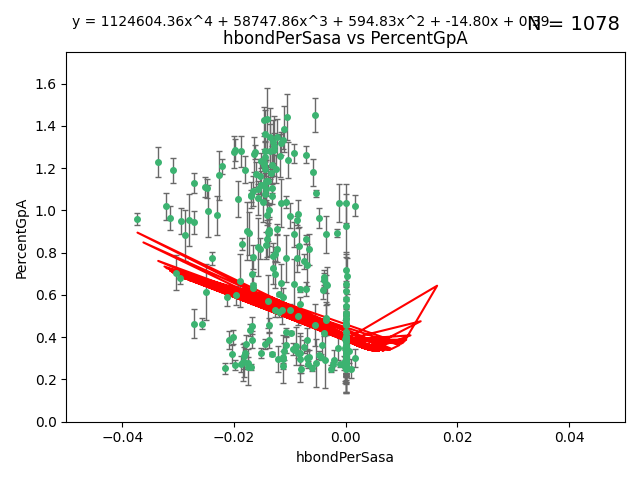 y = 1124604.36x^4 + 58747.86x^3 + 594.83x^2 + -14.80x + 0.39
N = 1078
hbondPerSasa vs PercentGpA
PercentGpA
1.6
1.4
1.2
1.0
0.8
0.6
0.4
0.2
0.0
−0.04 −0.02 0.00 0.02 0.04
hbondPerSasa